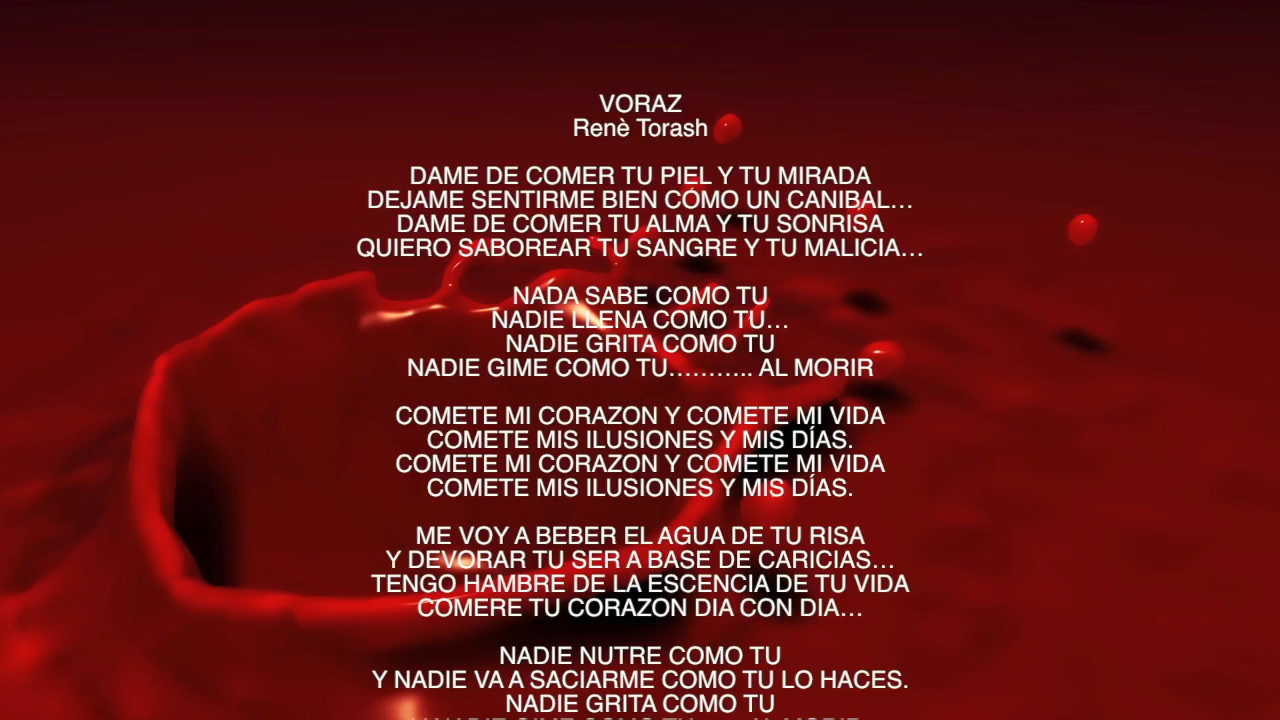 VORAZ
Renè Torash
DAME DE COMER TU PIEL Y TU MIRADA
DEJAME SENTIRME BIEN CÓMO UN CANIBAL...
DAME DE COMER TU ALMA Y TU SONRISA
QUIERO SABOREAR TU SANGRE Y TU MALICIA...
NADA SABE COMO TU
NADIE LLENA COMO TU...
NADIE GRITA COMO TU
NADIE GIME COMO TU.......... AL MORIR
COMETE MI CORAZON Y COMETE MI VIDA
COMETE MIS ILUSIONES Y MIS DÍAS.
COMETE MI CORAZON Y COMETE MI VIDA
COMETE MIS ILUSIONES Y MIS DÍAS.
ME VOY A BEBER EL AGUA DE TU RISA
Y DEVORAR TU SER A BASE DE CARICIAS...
TENGO HAMBRE DE LA ESCENCIA DE TU VIDA
COMERE TU CORAZON DIA CON DIA...
NADIE NUTRE COMO TU
Y NADIE VA A SACIARME COMO TU LO HACES.
NADIE GRITA COMO TU